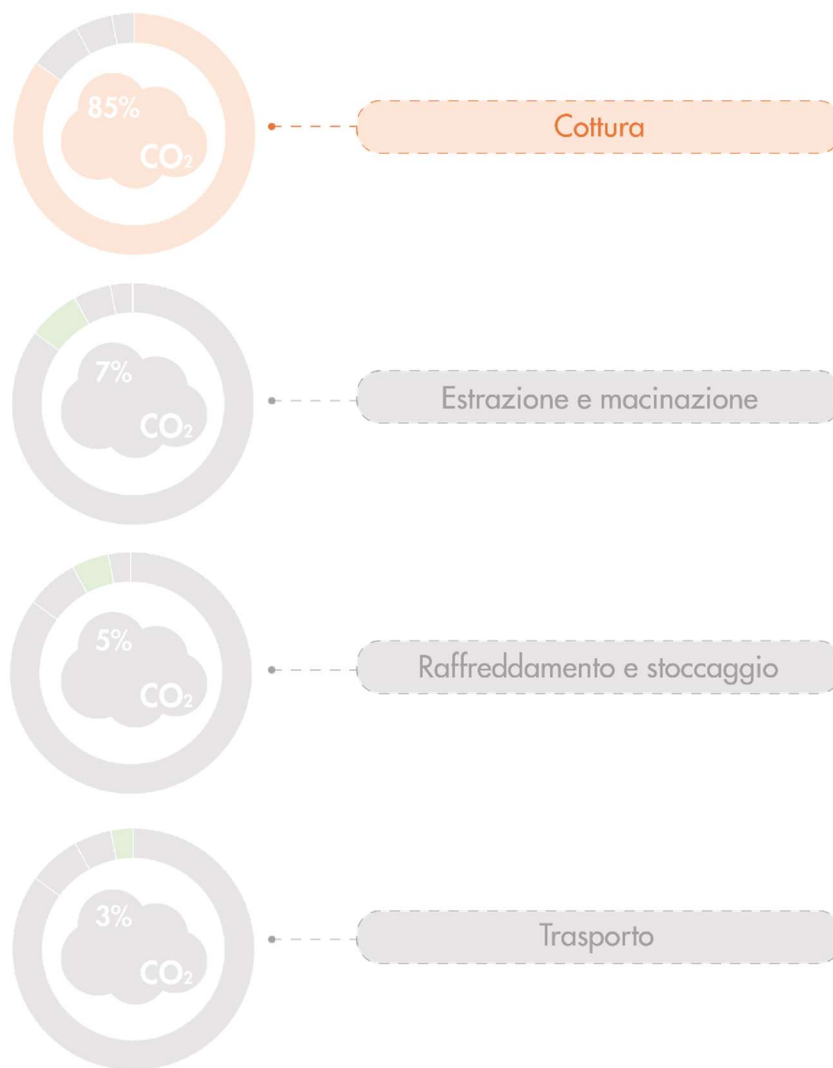 85%
CO₂
Cottura
7%
CO₂
Estrazione e macinazione
5%
CO₂
Raffreddamento e stoccaggio
3%
CO₂
Trasporto